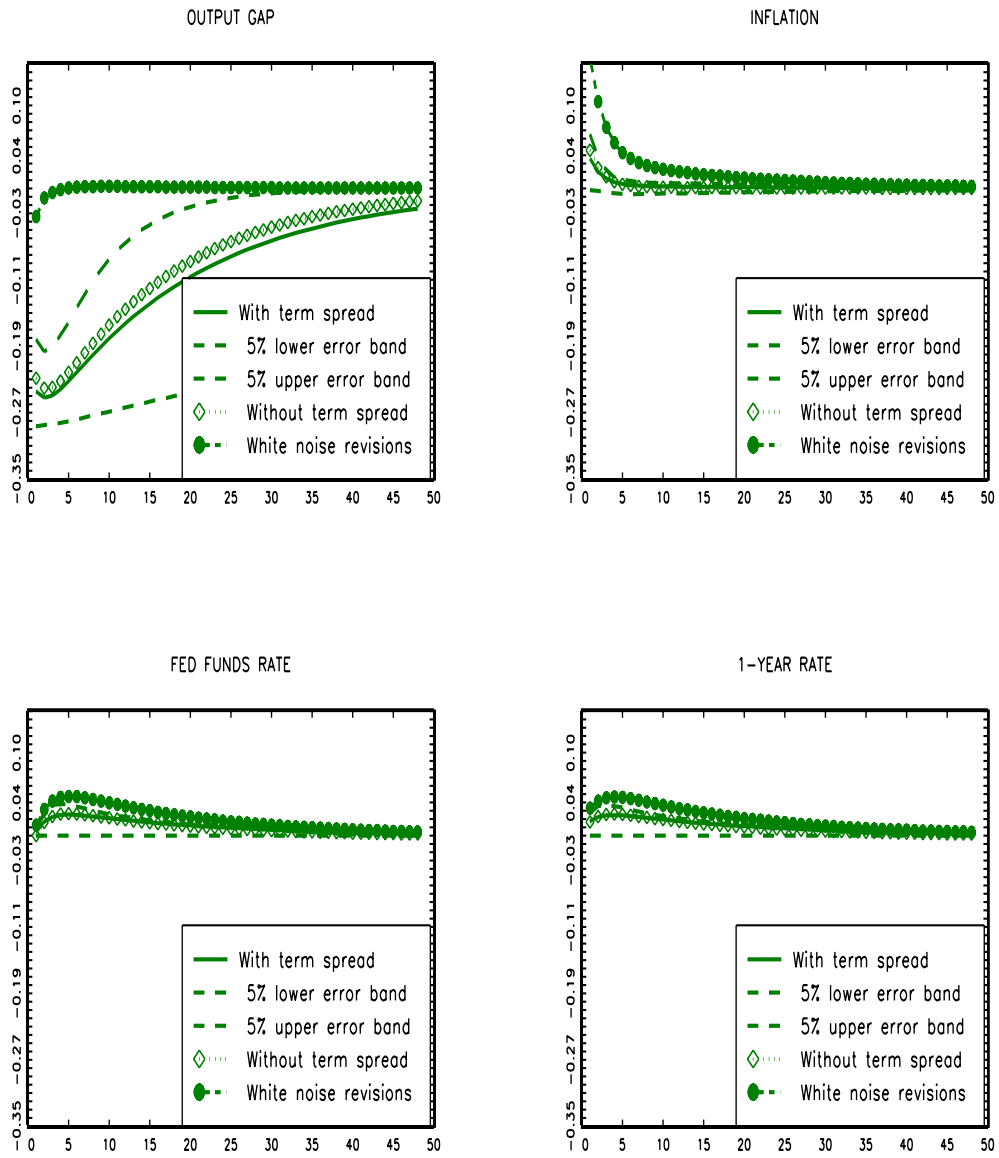 OUTPUT GAP
0.10
0.04
−0.03
−0.11
−0.19
−0.27
−0.35
With term spread
5% lower error band
5% upper error band
Without term spread
White noise revisions
0 5 10 15 20 25 30 35 40 45 50
INFLATION
0.10
0.04
−0.03
−0.11
−0.19
−0.27
−0.35
With term spread
5% lower error band
5% upper error band
Without term spread
White noise revisions
0 5 10 15 20 25 30 35 40 45 50
FED FUNDS RATE
0.10
0.04
−0.03
−0.11
−0.19
−0.27
−0.35
With term spread
5% lower error band
5% upper error band
Without term spread
White noise revisions
0 5 10 15 20 25 30 35 40 45 50
1−YEAR RATE
0.10
0.04
−0.03
−0.11
−0.19
−0.27
−0.35
With term spread
5% lower error band
5% upper error band
Without term spread
White noise revisions
0 5 10 15 20 25 30 35 40 45 50